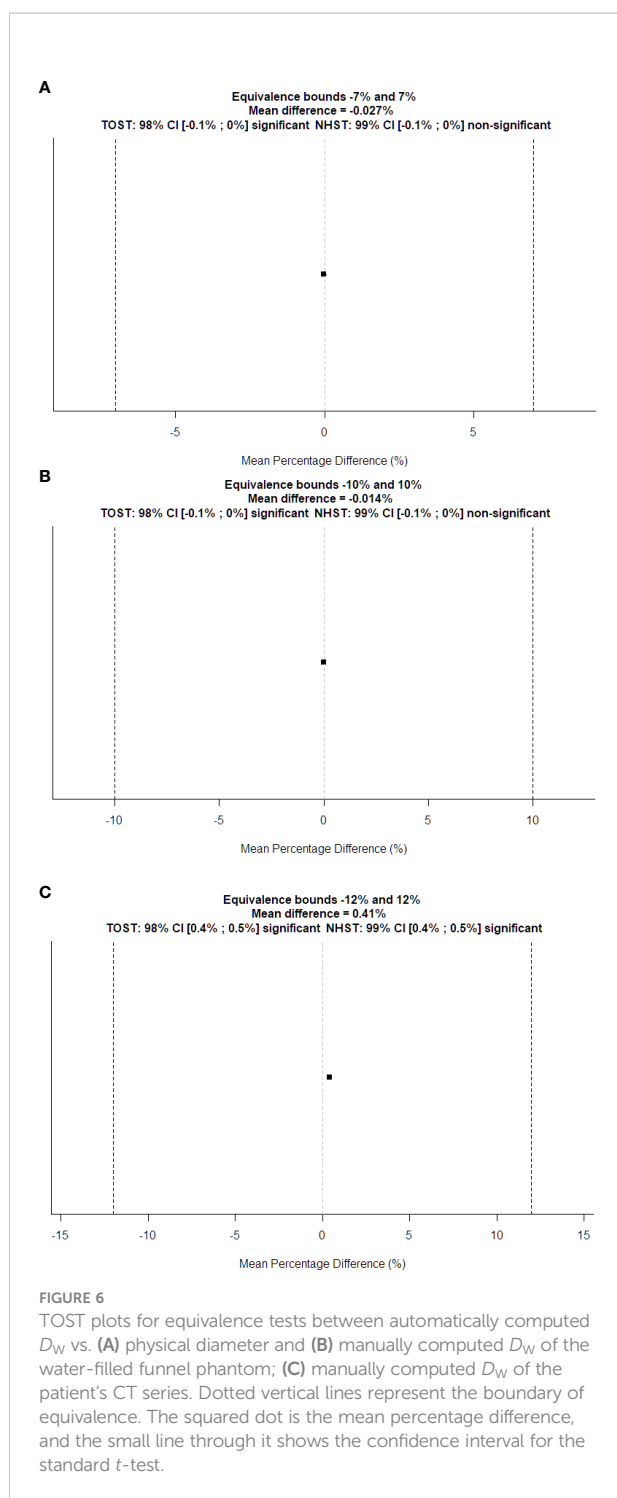 A
Equivalence bounds -7% and 7%
Mean difference = -0.027%
TOST: 98% CI [-0.1% ; 0%] significant NHST: 99% CI [-0.1% ; 0%] non-significant
-5 0 5
Mean Percentage Difference (%)
B
Equivalence bounds -10% and 10%
Mean difference = -0.014%
TOST: 98% CI [-0.1% ; 0%] significant NHST: 99% CI [-0.1% ; 0%] non-significant
-10 -5 0 5 10
Mean Percentage Difference (%)
C
Equivalence bounds -12% and 12%
Mean difference = 0.41%
TOST: 98% CI [0.4% ; 0.5%] significant NHST: 99% CI [0.4% ; 0.5%] significant
-15 -10 -5 0 5 10 15
Mean Percentage Difference (%)
FIGURE 6
TOST plots for equivalence tests between automatically computed
DW vs. (A) physical diameter and (B) manually computed DW of the
water-filled funnel phantom; (C) manually computed DW of the
patient's CT series. Dotted vertical lines represent the boundary of
equivalence. The squared dot is the mean percentage difference,
and the small line through it shows the confidence interval for the
standard t-test.